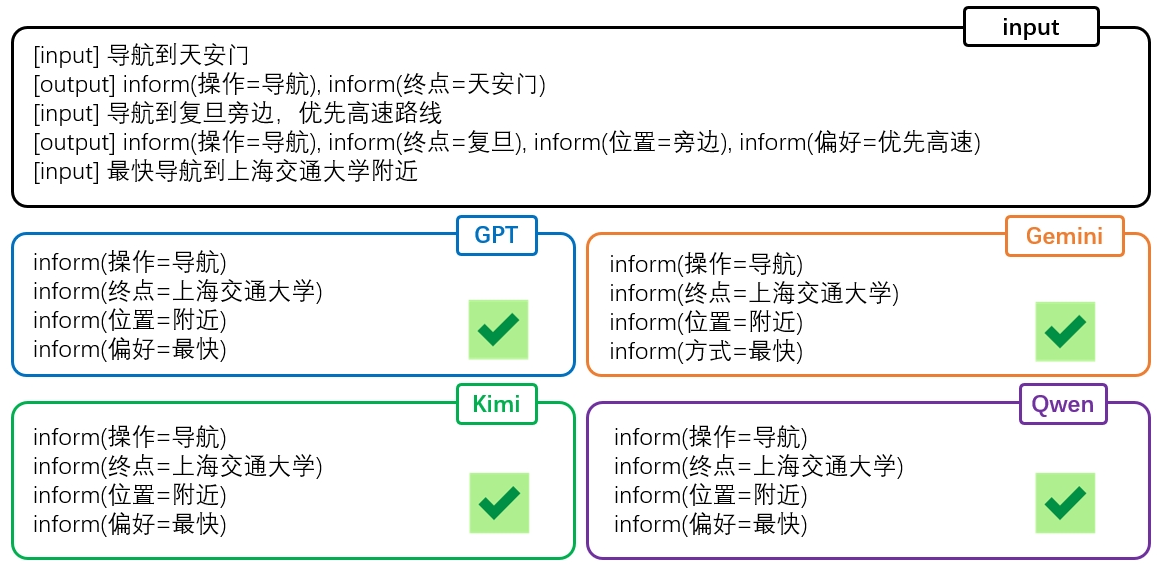 input
[input] 导航到天安门
[output] inform(操作=导航), inform(终点=天安门)
[input] 导航到复旦旁边，优先高速路线
[output] inform(操作=导航), inform(终点=复旦), inform(位置=旁边), inform(偏好=优先高速)
[input] 最快导航到上海交通大学附近
GPT
inform(操作=导航)
inform(终点=上海交通大学)
inform(位置=附近)
inform(偏好=最快)
Gemini
inform(操作=导航)
inform(终点=上海交通大学)
inform(位置=附近)
inform(方式=最快)
Kimi
inform(操作=导航)
inform(终点=上海交通大学)
inform(位置=附近)
inform(偏好=最快)
Qwen
inform(操作=导航)
inform(终点=上海交通大学)
inform(位置=附近)
inform(偏好=最快)